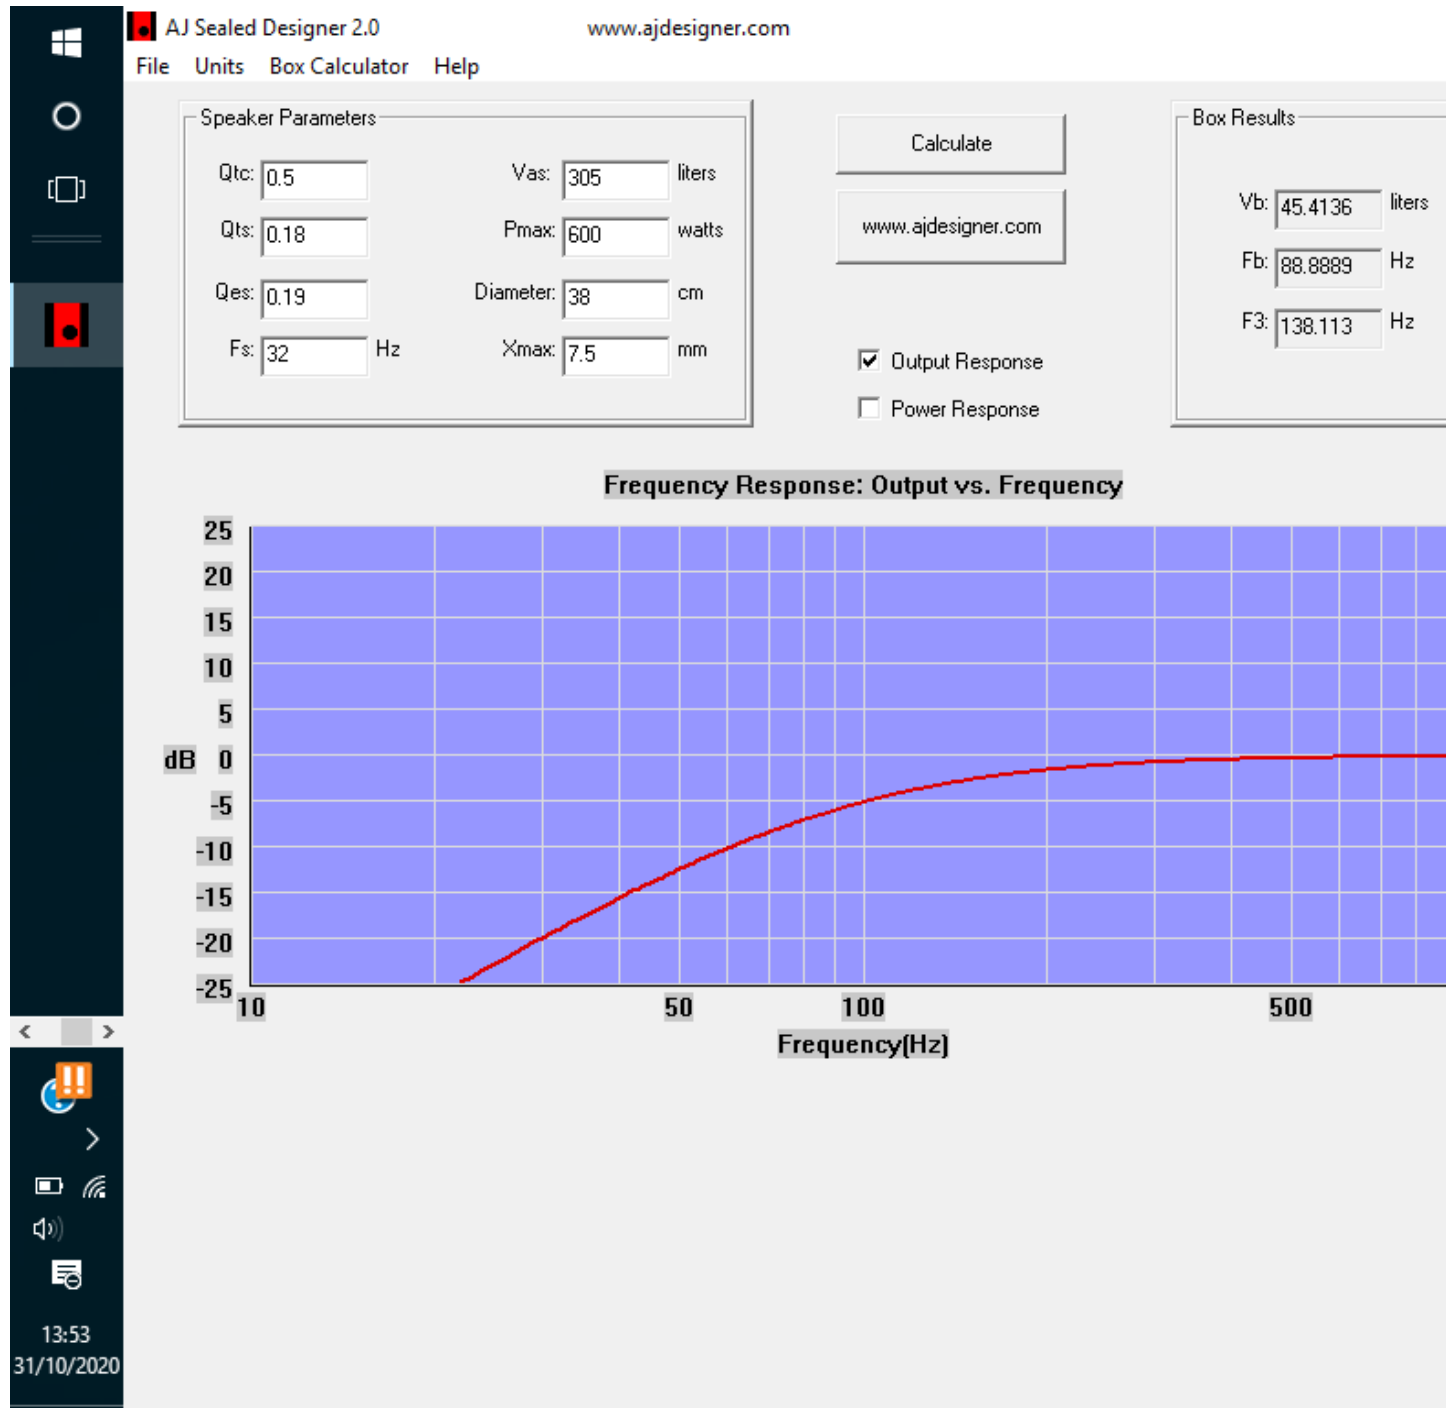 AJ Sealed Designer 2.0 www.ajdesigner.com
File Units Box Calculator Help
Speaker Parameters
Qtc: 0.5 Vas: 305 liters
Qts: 0.18 Pmax: 600 watts
Qes: 0.19 Diameter: 38 cm
Fs: 32 Hz Xmax: 7.5 mm
Calculate
www.ajdesigner.com
Output Response
Power Response
Box Results
Vb: 45.4136 liters
Fb: 88.8889 Hz
F3: 138.113 Hz
Frequency Response: Output vs. Frequency
25
20
15
10
5
dB 0
-5
-10
-15
-20
-25
10 50 100 500
Frequency(Hz)
13:53
31/10/2020